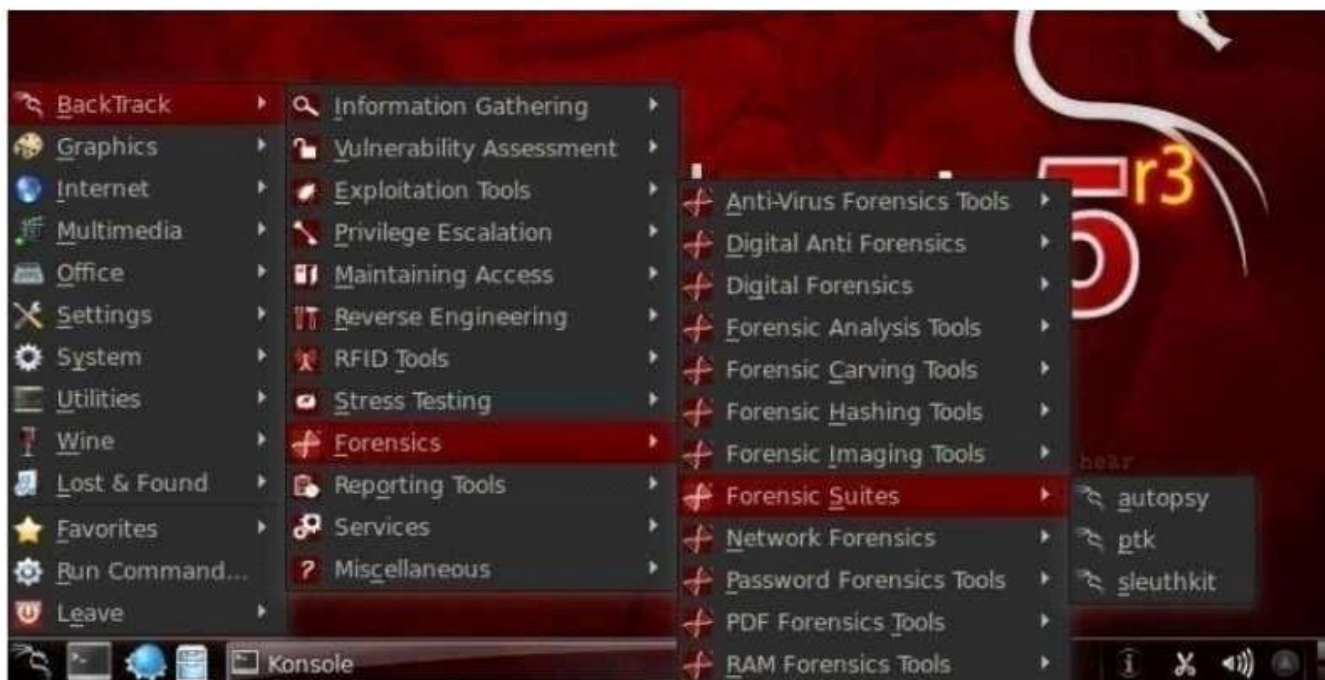 BackTrack
Graphics
Internet
Multimedia
Office
Settings
System
Utilities
Wine
Lost & Found
Favorites
Run Command...
Leave
Information Gathering
Vulnerability Assessment
Exploitation Tools
Privilege Escalation
Maintaining Access
Reverse Engineering
RFID Tools
Stress Testing
Forensics
Reporting Tools
Services
Miscellaneous
Anti-Virus Forensics Tools
Digital Anti Forensics
Digital Forensics
Forensic Analysis Tools
Forensic Carving Tools
Forensic Hashing Tools
Forensic Imaging Tools
Forensic Suites
Network Forensics
Password Forensics Tools
PDF Forensics Tools
RAM Forensics Tools
autopsy
ptk
sleuthkit
5 r3
hear
Konsole